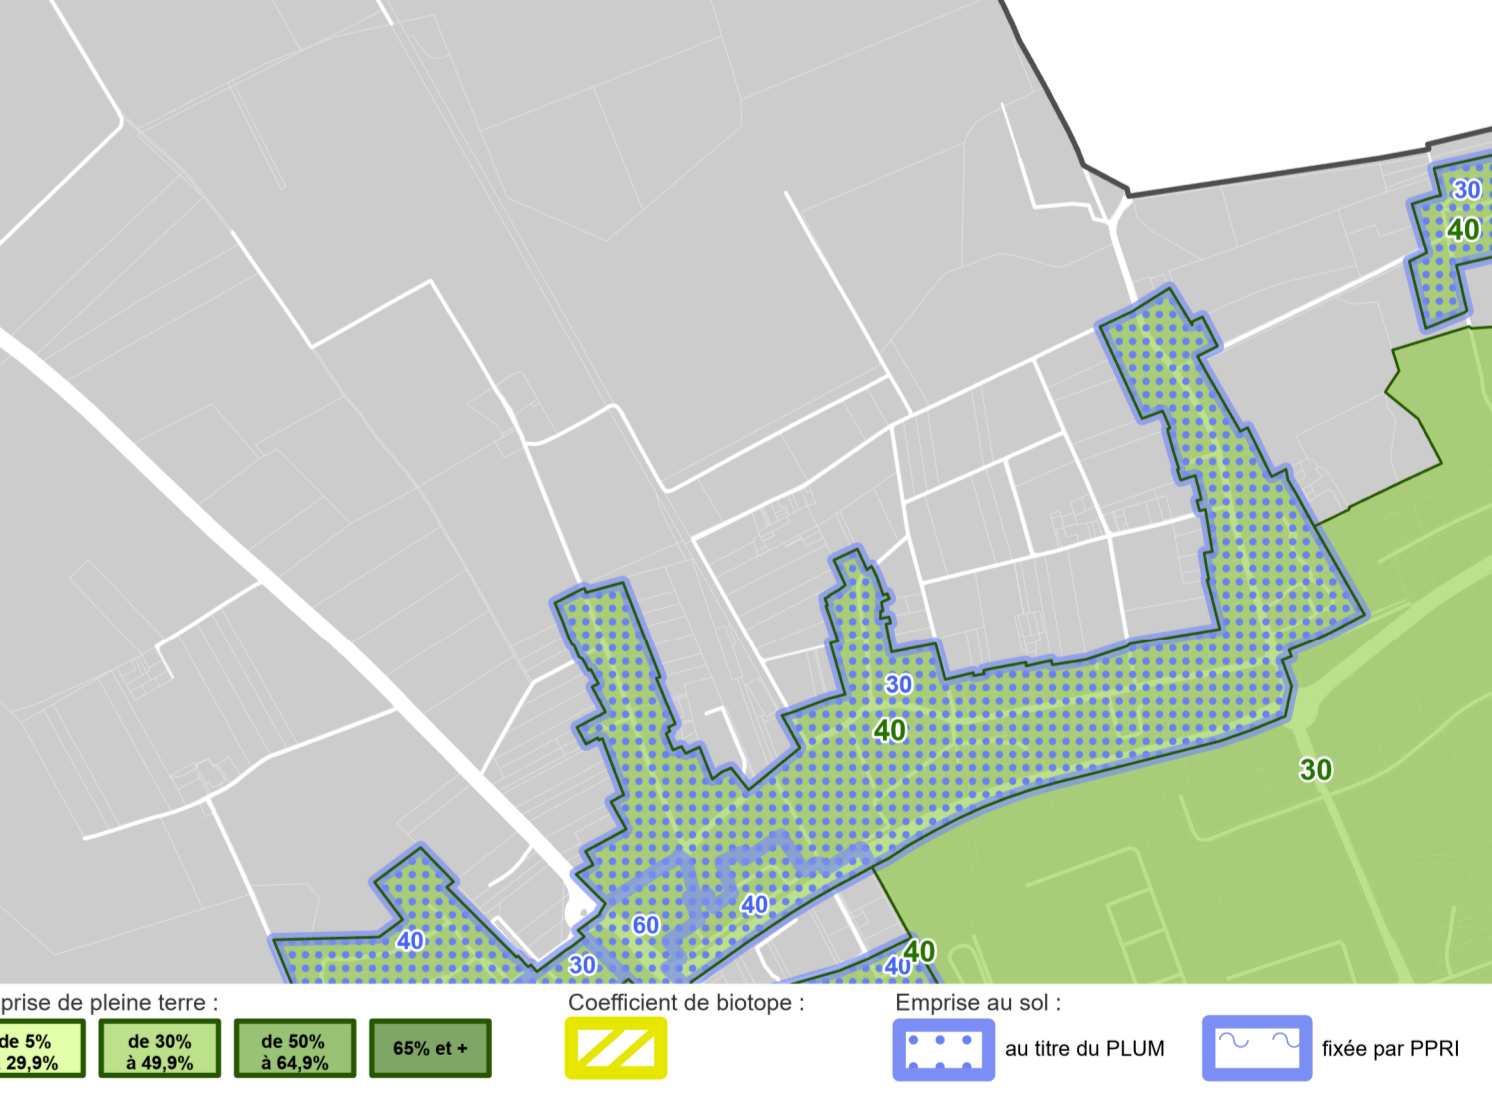 30
40
30
40
30
40
60
40
30
40
40
prise de pleine terre :
de 5%
29,9%
de 30%
à 49,9%
de 50%
à 64,9%
65% et +
Coefficient de biotope :
Emprise au sol :
au titre du PLUM
fixée par PPRI